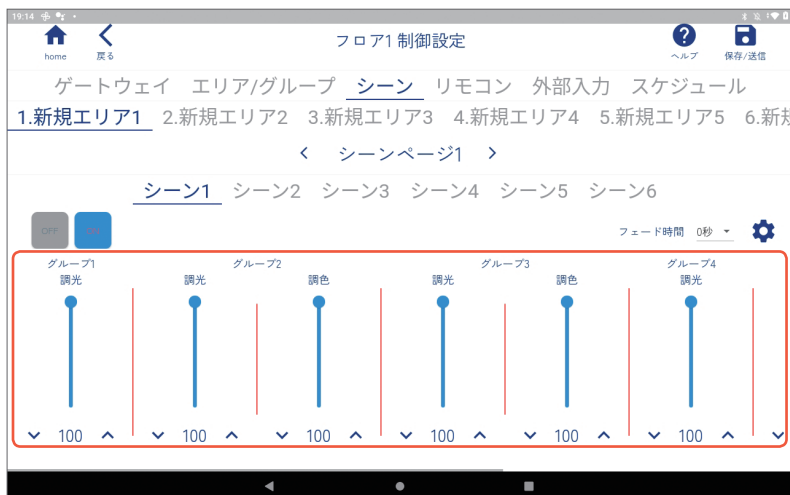 19:14
home 戻る フロア1 制御設定 ヘルプ 保存/送信
ゲートウェイ エリア/グループ シーン リモコン 外部入力 スケジュール
1.新規エリア1 2.新規エリア2 3.新規エリア3 4.新規エリア4 5.新規エリア5 6.新規
シーンページ1
シーン1 シーン2 シーン3 シーン4 シーン5 シーン6
OFF ON フェード時間 0秒
グループ1 グループ2 グループ3 グループ4
調光 調光 調色 調光 調色 調光
100 100 100 100 100 100